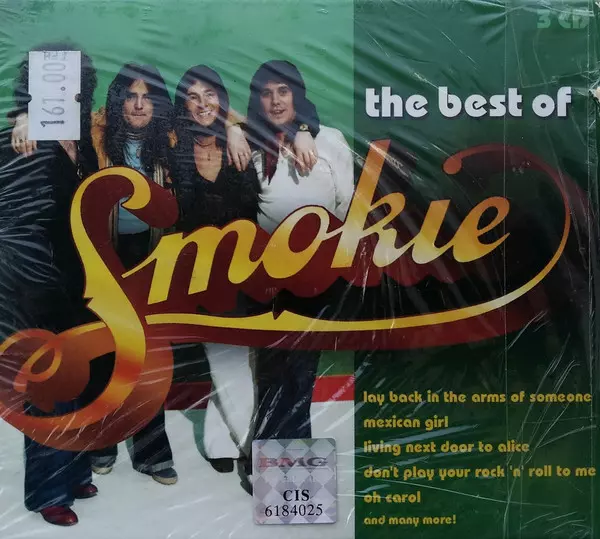 3 CD
161.00
the best of
Smokie
lay back in the arms of someone
mexican girl
living next door to alice
don't play your rock 'n' roll to me
oh carol
and many more!
BMG
CIS
6184025